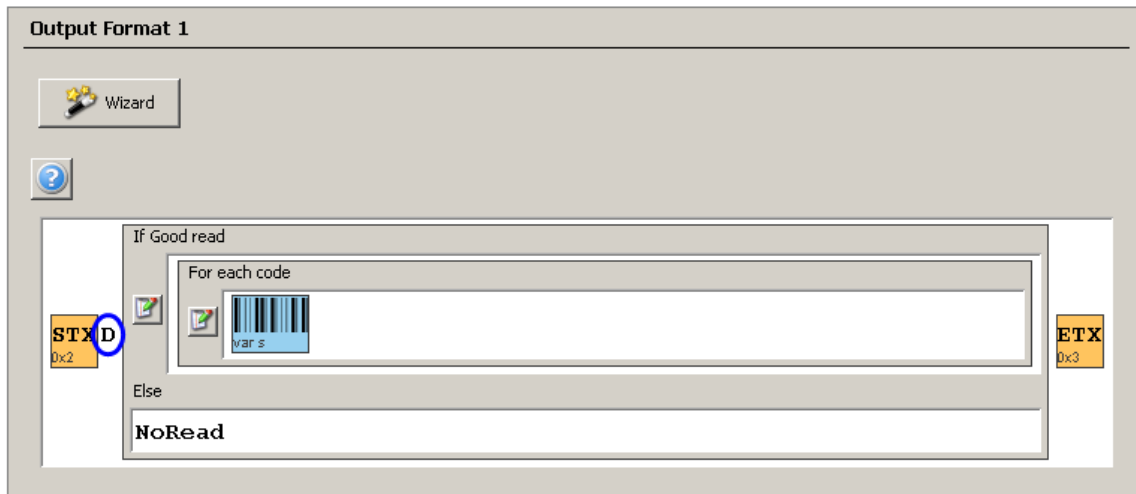 Output Format 1
Wizard
If Good read
For each code
var s
STX D
0x2
ETX
0x3
Else
NoRead